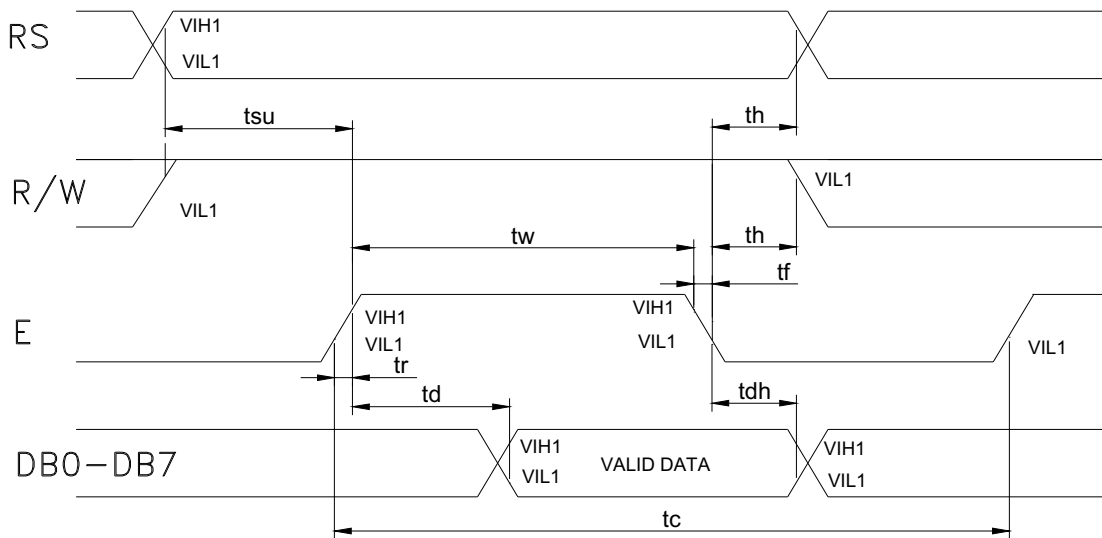 RS
VIH1
VIL1
tsu
th
R/W
VIL1
VIL1
tw
th
tf
E
VIH1
VIL1
VIH1
VIL1
VIL1
tr
td
tdh
DB0-DB7
VIH1
VIL1
VALID DATA
VIH1
VIL1
tc